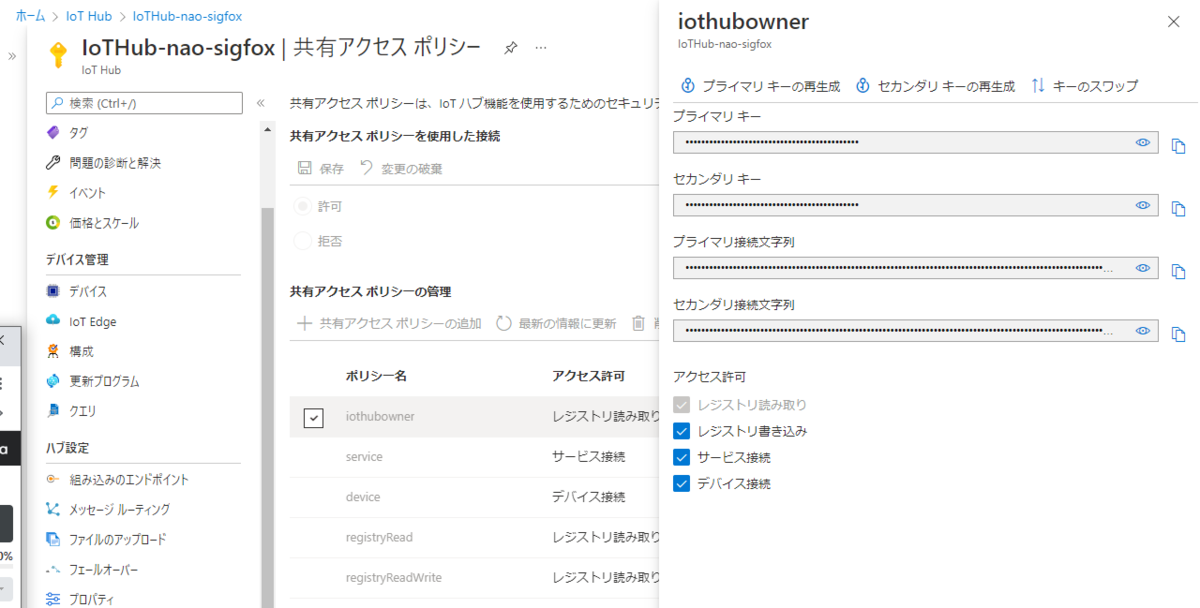 ホーム > IoT Hub > IoTHub-nao-sigfox
IoTHub-nao-sigfox | 共有アクセス ポリシー
IoT Hub
検索 (Ctrl+/)
タグ
問題の診断と解決
イベント
価格とスケール
デバイス管理
デバイス
IoT Edge
構成
更新プログラム
クエリ
ハブ設定
組み込みのエンドポイント
メッセージ ルーティング
ファイルのアップロード
フェールオーバー
プロパティ
共有アクセス ポリシーは、IoT ハブ機能を使用するためのセキュリテ
共有アクセス ポリシーを使用した接続
保存 変更の破棄
許可
拒否
共有アクセス ポリシーの管理
共有アクセス ポリシーの追加 最新の情報に更新
ポリシー名 アクセス許可
iothubowner レジストリ読み取り
service サービス接続
device デバイス接続
registryRead レジストリ読み取り
registryReadWrite レジストリ読み取り
iothubowner
IoTHub-nao-sigfox
プライマリ キーの再生成 セカンダリ キーの再生成 キーのスワップ
プライマリ キー
セカンダリ キー
プライマリ接続文字列
セカンダリ接続文字列
アクセス許可
レジストリ読み取り
レジストリ書き込み
サービス接続
デバイス接続